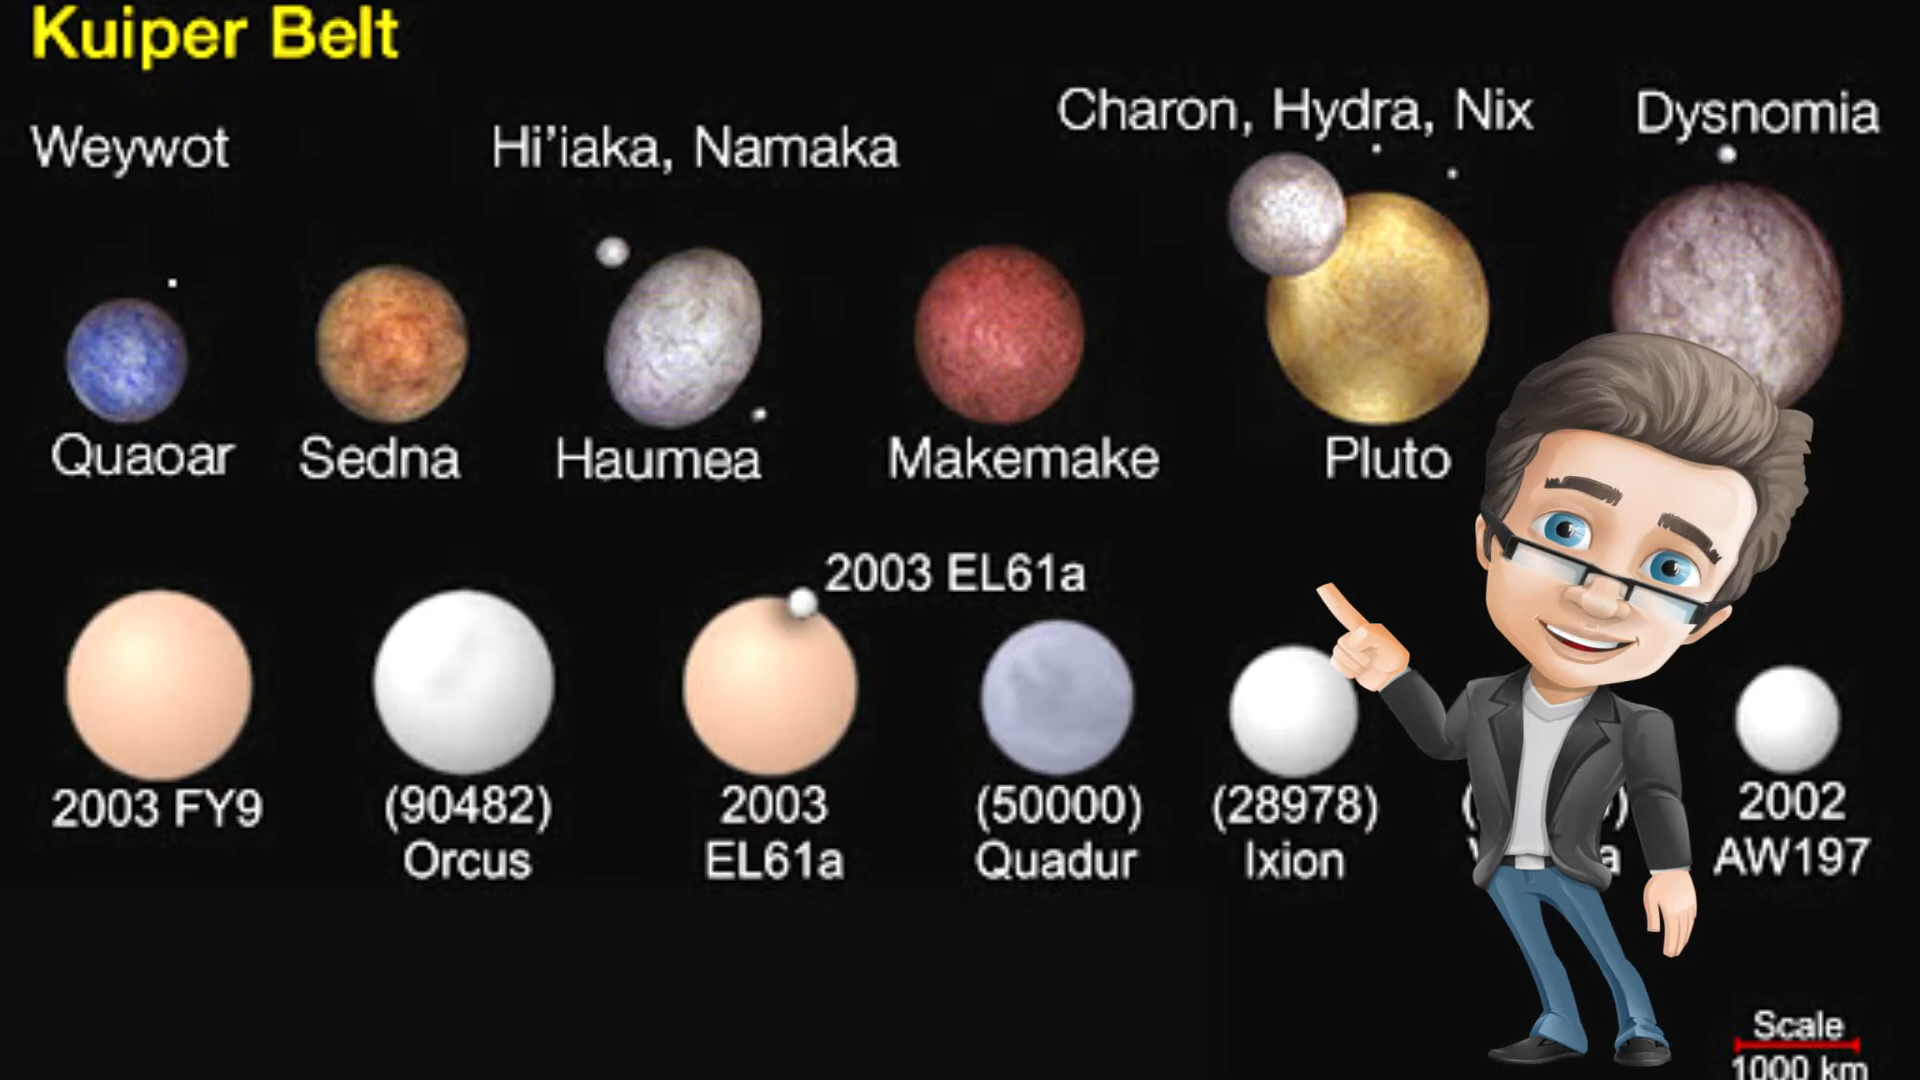 Kuiper Belt
Weywot
Hi’iaka, Namaka
Charon, Hydra, Nix
Dysnomia
Quaoar
Sedna
Haumea
Makemake
Pluto
2003 EL61a
2003 FY9
(90482)
Orcus
2003
EL61a
(50000)
Quadur
(28978)
Ixion
2002
AW197
Scale
1000 km